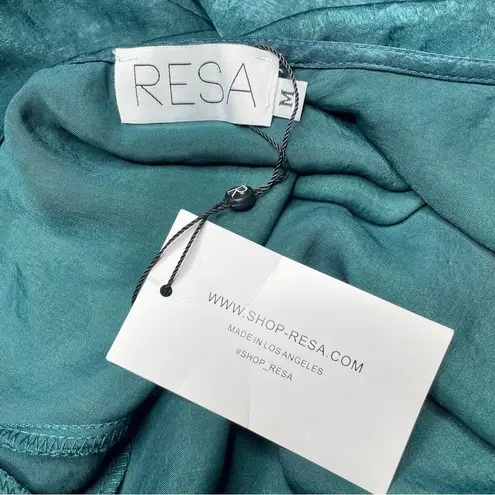 RESA
M
R
WWW.SHOP-RESA.COM
MADE IN LOS ANGELES
@SHOP_RESA